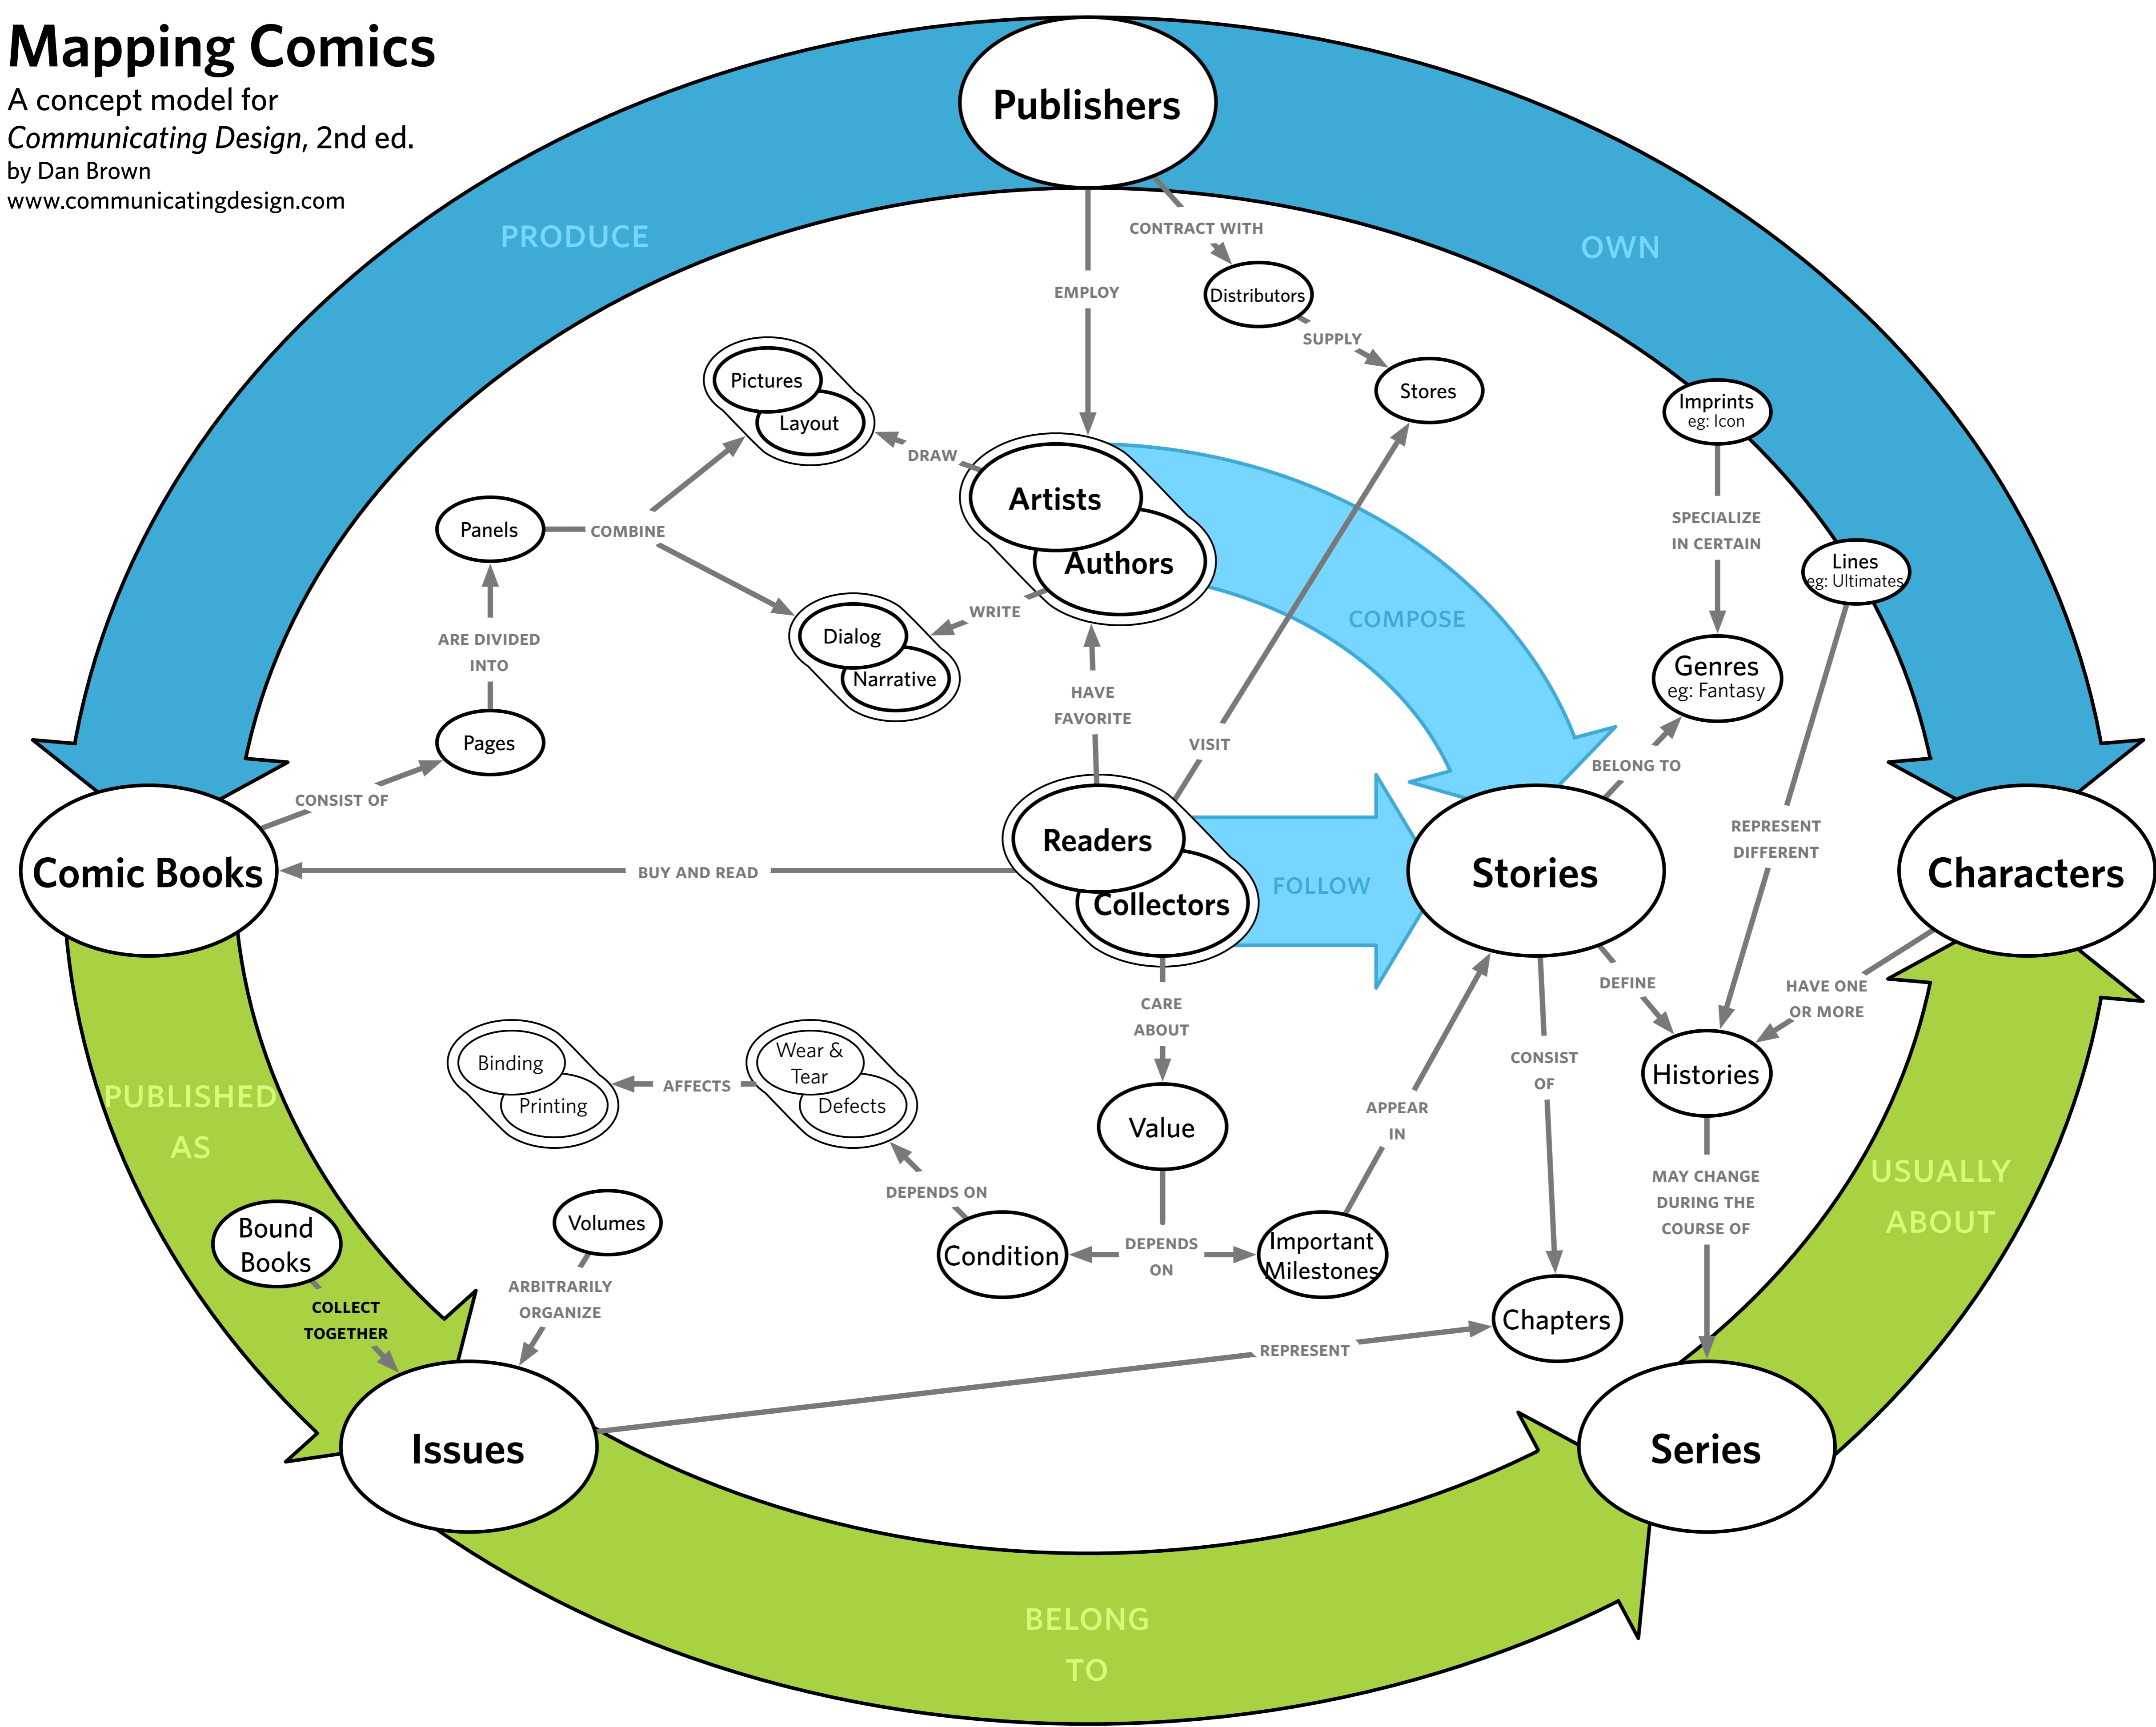 Mapping Comics
A concept model for
Communicating Design, 2nd ed.
by Dan Brown
www.communicatingdesign.com
Publishers
PRODUCE
OWN
CONTRACT WITH
EMPLOY
Distributors
SUPPLY
Stores
Pictures
Layout
DRAW
Imprints
eg: Icon
Artists
Authors
Panels
COMBINE
SPECIALIZE
IN CERTAIN
Lines
eg: Ultimates
COMPOSE
WRITE
Dialog
Narrative
ARE DIVIDED
INTO
Genres
eg: Fantasy
HAVE
FAVORITE
VISIT
Pages
BELONG TO
CONSIST OF
REPRESENT
DIFFERENT
Comic Books
BUY AND READ
Readers
Collectors
FOLLOW
Stories
Characters
DEFINE
HAVE ONE
OR MORE
CARE
ABOUT
CONSIST
OF
Histories
Binding
Printing
AFFECTS
Wear &
Tear
Defects
PUBLISHED
AS
Value
APPEAR
IN
MAY CHANGE
DURING THE
COURSE OF
USUALLY
ABOUT
DEPENDS ON
Bound
Books
Volumes
Condition
DEPENDS
ON
Important
Milestones
COLLECT
TOGETHER
ARBITRARILY
ORGANIZE
Chapters
REPRESENT
Issues
Series
BELONG
TO